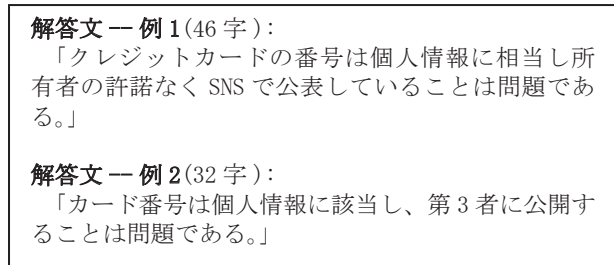 解答文 ― 例 1(46 字):
「クレジットカードの番号は個人情報に相当し所
有者の許諾なく SNS で公表していることは問題であ
る。」
解答文 ― 例 2(32 字):
「カード番号は個人情報に該当し、第 3 者に公開す
ることは問題である。」